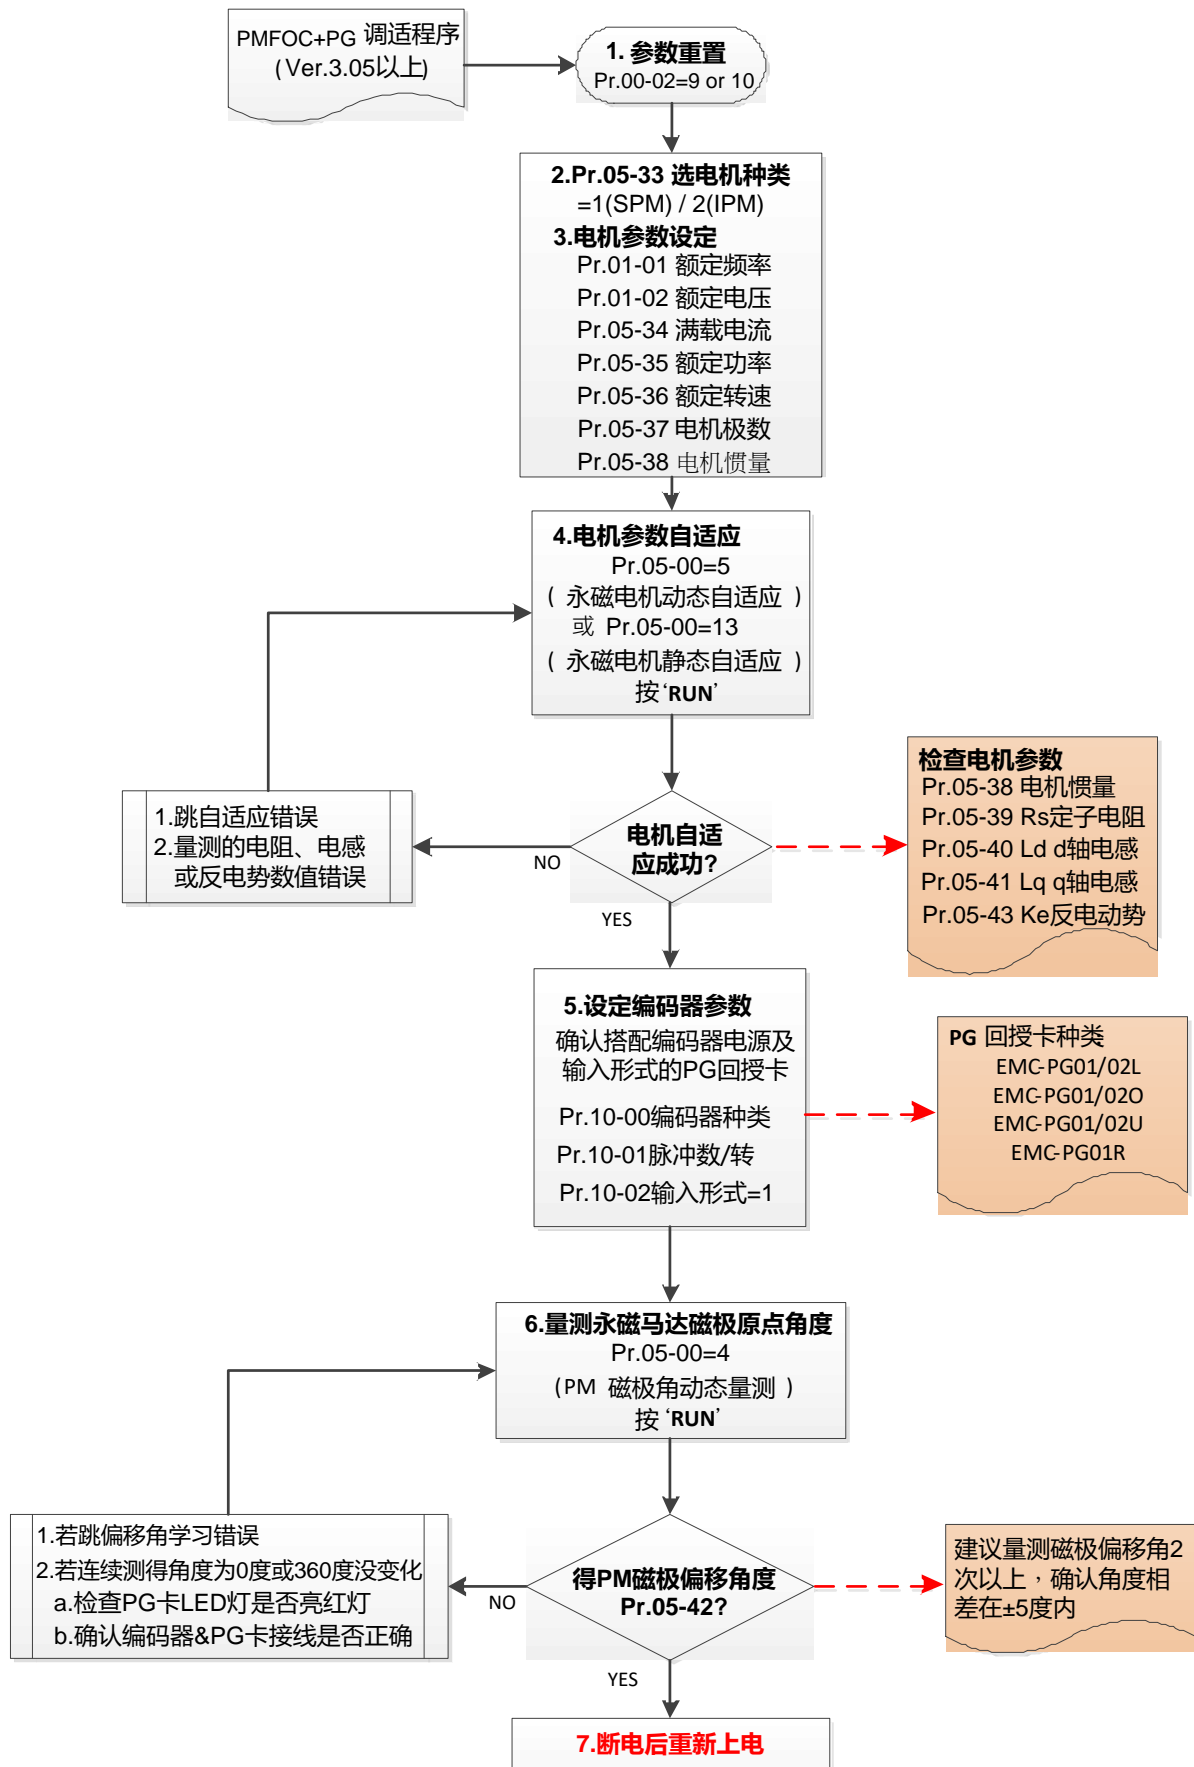 PMFOC+PG 调适程序
(Ver.3.05以上)
1. 参数重置
Pr.00-02=9 or 10
2.Pr.05-33 选电机种类
=1(SPM) / 2(IPM)
3.电机参数设定
Pr.01-01 额定频率
Pr.01-02 额定电压
Pr.05-34 满载电流
Pr.05-35 额定功率
Pr.05-36 额定转速
Pr.05-37 电机极数
Pr.05-38 电机惯量
4.电机参数自适应
Pr.05-00=5
( 永磁电机动态自适应 )
或 Pr.05-00=13
( 永磁电机静态自适应 )
按‘RUN’
电机自适
应成功?
NO
YES
1.跳自适应错误
2.量测的电阻、电感
或反电势数值错误
检查电机参数
Pr.05-38 电机惯量
Pr.05-39 Rs定子电阻
Pr.05-40 Ld d轴电感
Pr.05-41 Lq q轴电感
Pr.05-43 Ke反电动势
5.设定编码器参数
确认搭配编码器电源及
输入形式的PG回授卡
Pr.10-00编码器种类
Pr.10-01脉冲数/转
Pr.10-02输入形式=1
PG 回授卡种类
EMC-PG01/02L
EMC-PG01/02O
EMC-PG01/02U
EMC-PG01R
6.量测永磁马达磁极原点角度
Pr.05-00=4
(PM 磁极角动态量测 )
按‘RUN’
得PM磁极偏移角度
Pr.05-42?
NO
YES
1.若跳偏移角学习错误
2.若连续测得角度为0度或360度没变化
a.检查PG卡LED灯是否亮红灯
b.确认编码器&PG卡接线是否正确
建议量测磁极偏移角2
次以上，确认角度相
差在±5度内
7.断电后重新上电